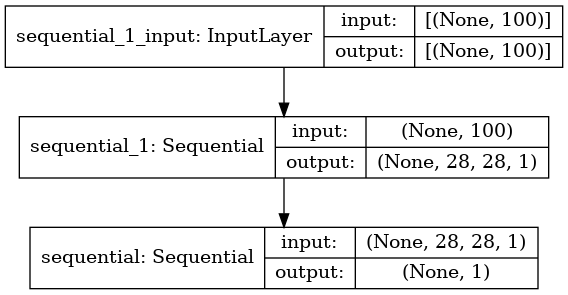 sequential_1_input: InputLayer
input: [(None, 100)]
output: [(None, 100)]
sequential_1: Sequential
input: (None, 100)
output: (None, 28, 28, 1)
sequential: Sequential
input: (None, 28, 28, 1)
output: (None, 1)